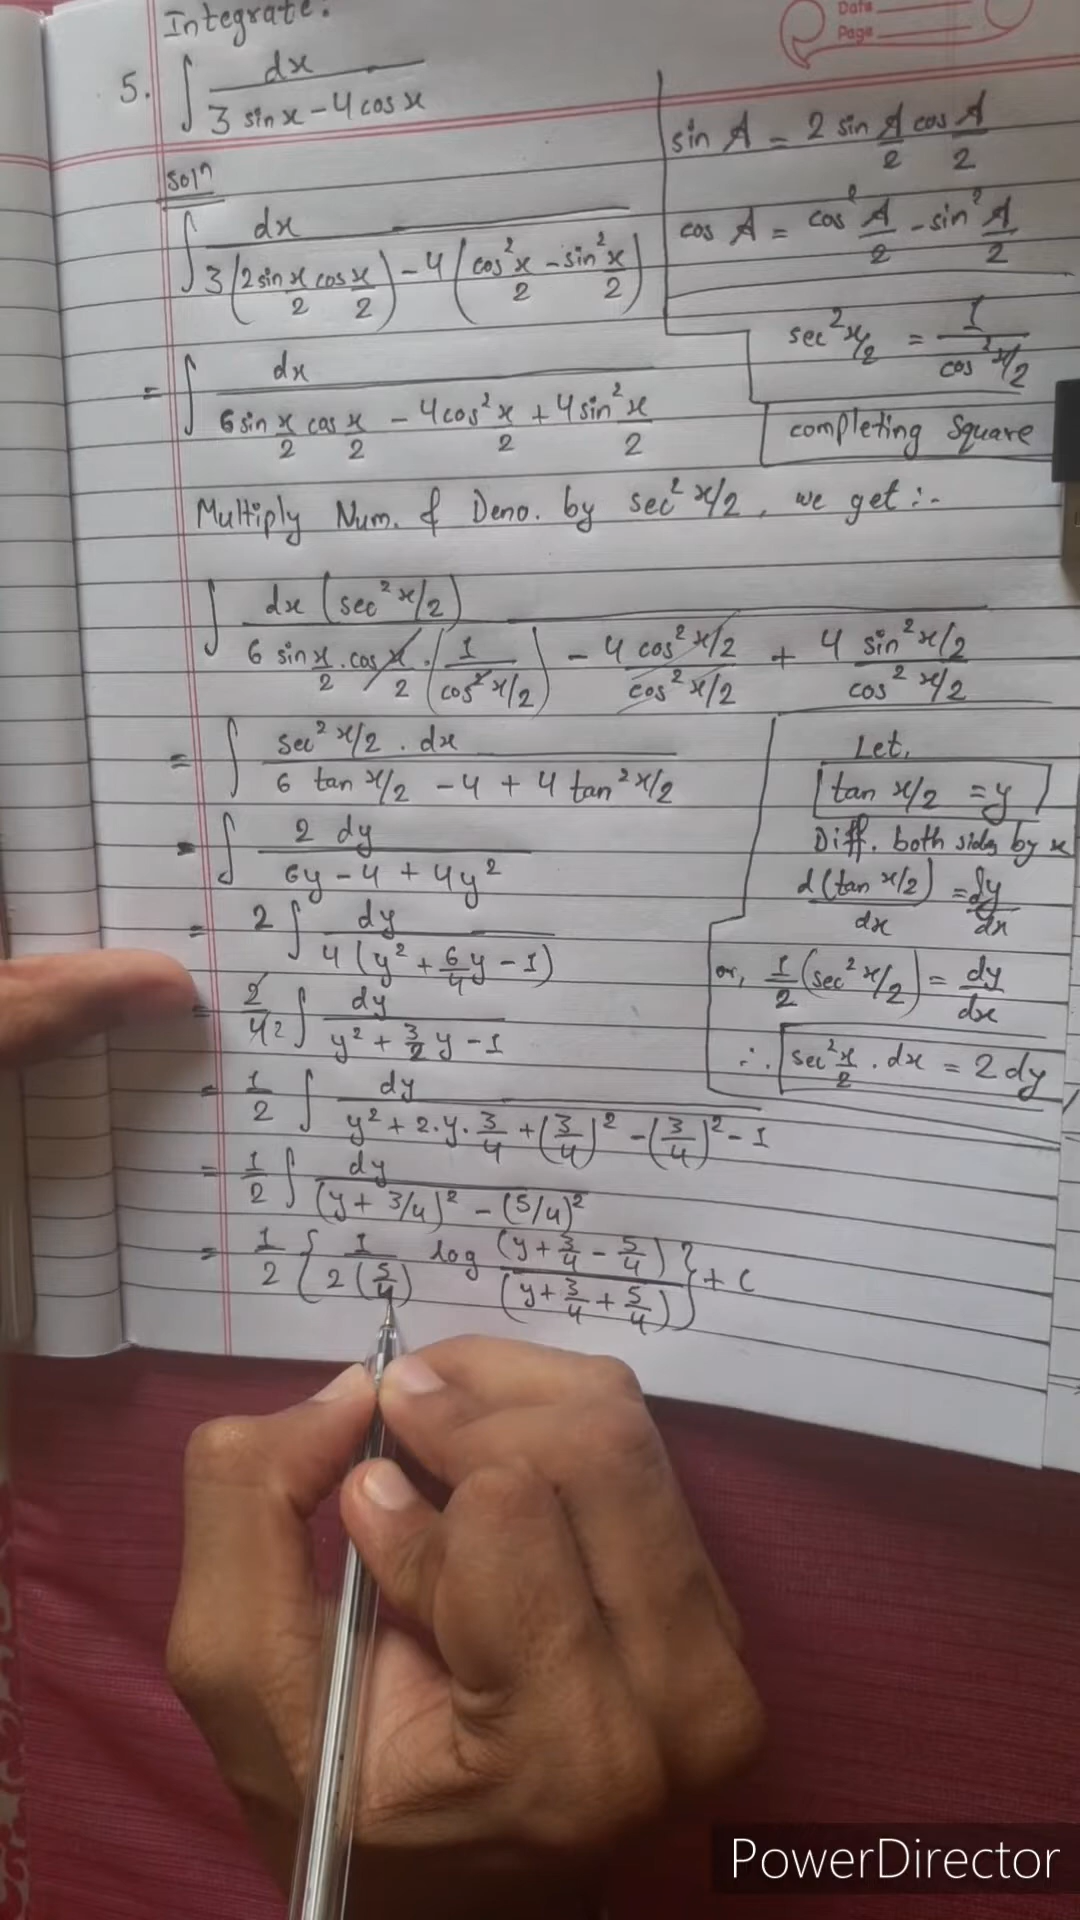 Integrate:
Date
Page
5. ∫ dx / (3 sin x - 4 cos x)
sin A = 2 sin A/2 cos A/2
cos A = cos² A/2 - sin² A/2
sec² x/2 = 1 / (cos² x/2)
completing Square
Solⁿ
∫ dx / (3(2 sin x/2 cos x/2) - 4(cos² x/2 - sin² x/2))
= ∫ dx / (6 sin x/2 cos x/2 - 4 cos² x/2 + 4 sin² x/2)
Multiply Num. & Deno. by sec² x/2, we get :-
∫ dx (sec² x/2) / (6 sin x/2 . cos x/2 . (1 / cos² x/2) - 4 cos² x/2 / cos² x/2 + 4 sin² x/2 / cos² x/2)
= ∫ sec² x/2 . dx / (6 tan x/2 - 4 + 4 tan² x/2)
= ∫ 2 dy / (6y - 4 + 4y²)
= 2 ∫ dy / (4 (y² + 6/4 y - 1))
= 2/4 2 ∫ dy / (y² + 3/2 y - 1)
= 1/2 ∫ dy / (y² + 2.y. 3/4 + (3/4)² - (3/4)² - 1)
= 1/2 ∫ dy / ((y + 3/4)² - (5/4)²)
= 1/2 { 1 / (2 (5/4)) log (y + 3/4 - 5/4) / (y + 3/4 + 5/4) } + C
Let,
tan x/2 = y
Diff. both sides by x
d (tan x/2) / dx = dy / dx
or, 1/2 (sec² x/2) = dy / dx
∴ sec² x/2 . dx = 2 dy
PowerDirector